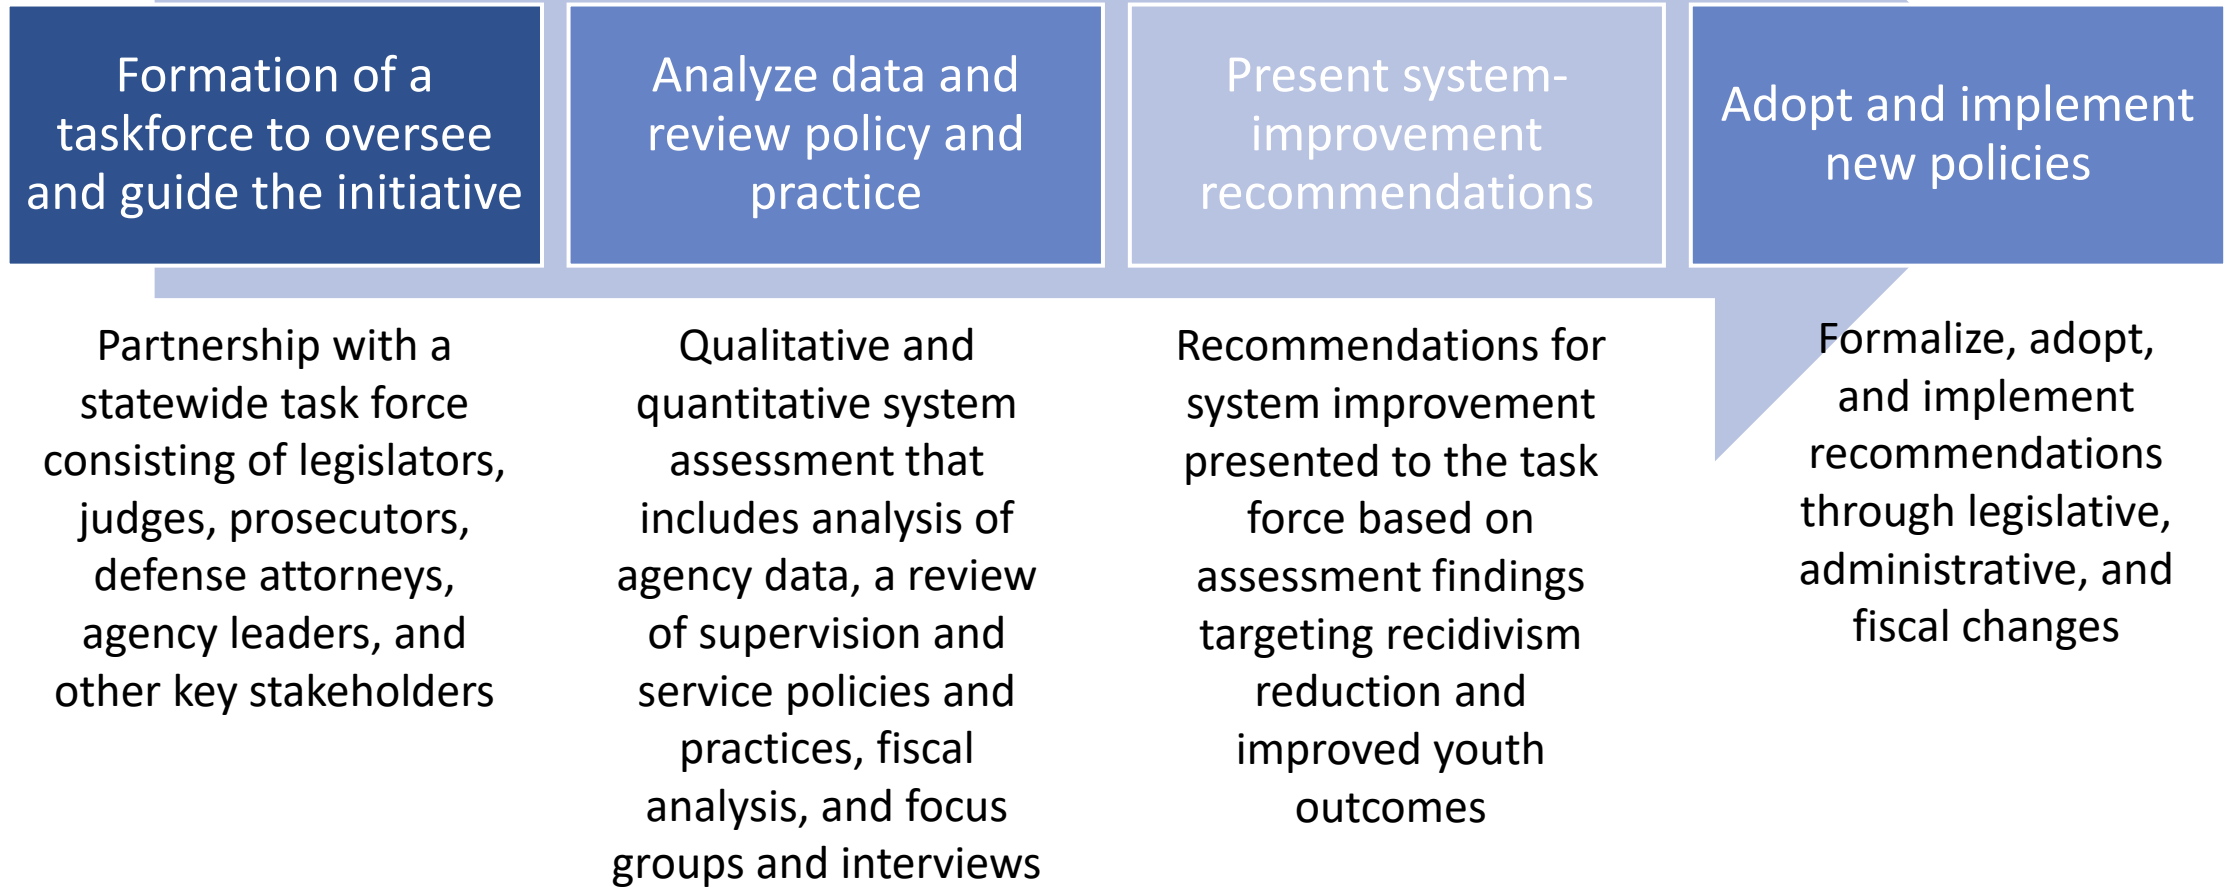 Formation of a
taskforce to oversee
and guide the initiative
Analyze data and
review policy and
practice
Present system-
improvement
recommendations
Adopt and implement
new policies
Partnership with a
statewide task force
consisting of legislators,
judges, prosecutors,
defense attorneys,
agency leaders, and
other key stakeholders
Qualitative and
quantitative system
assessment that
includes analysis of
agency data, a review
of supervision and
service policies and
practices, fiscal
analysis, and focus
groups and interviews
Recommendations for
system improvement
presented to the task
force based on
assessment findings
targeting recidivism
reduction and
improved youth
outcomes
Formalize, adopt,
and implement
recommendations
through legislative,
administrative, and
fiscal changes